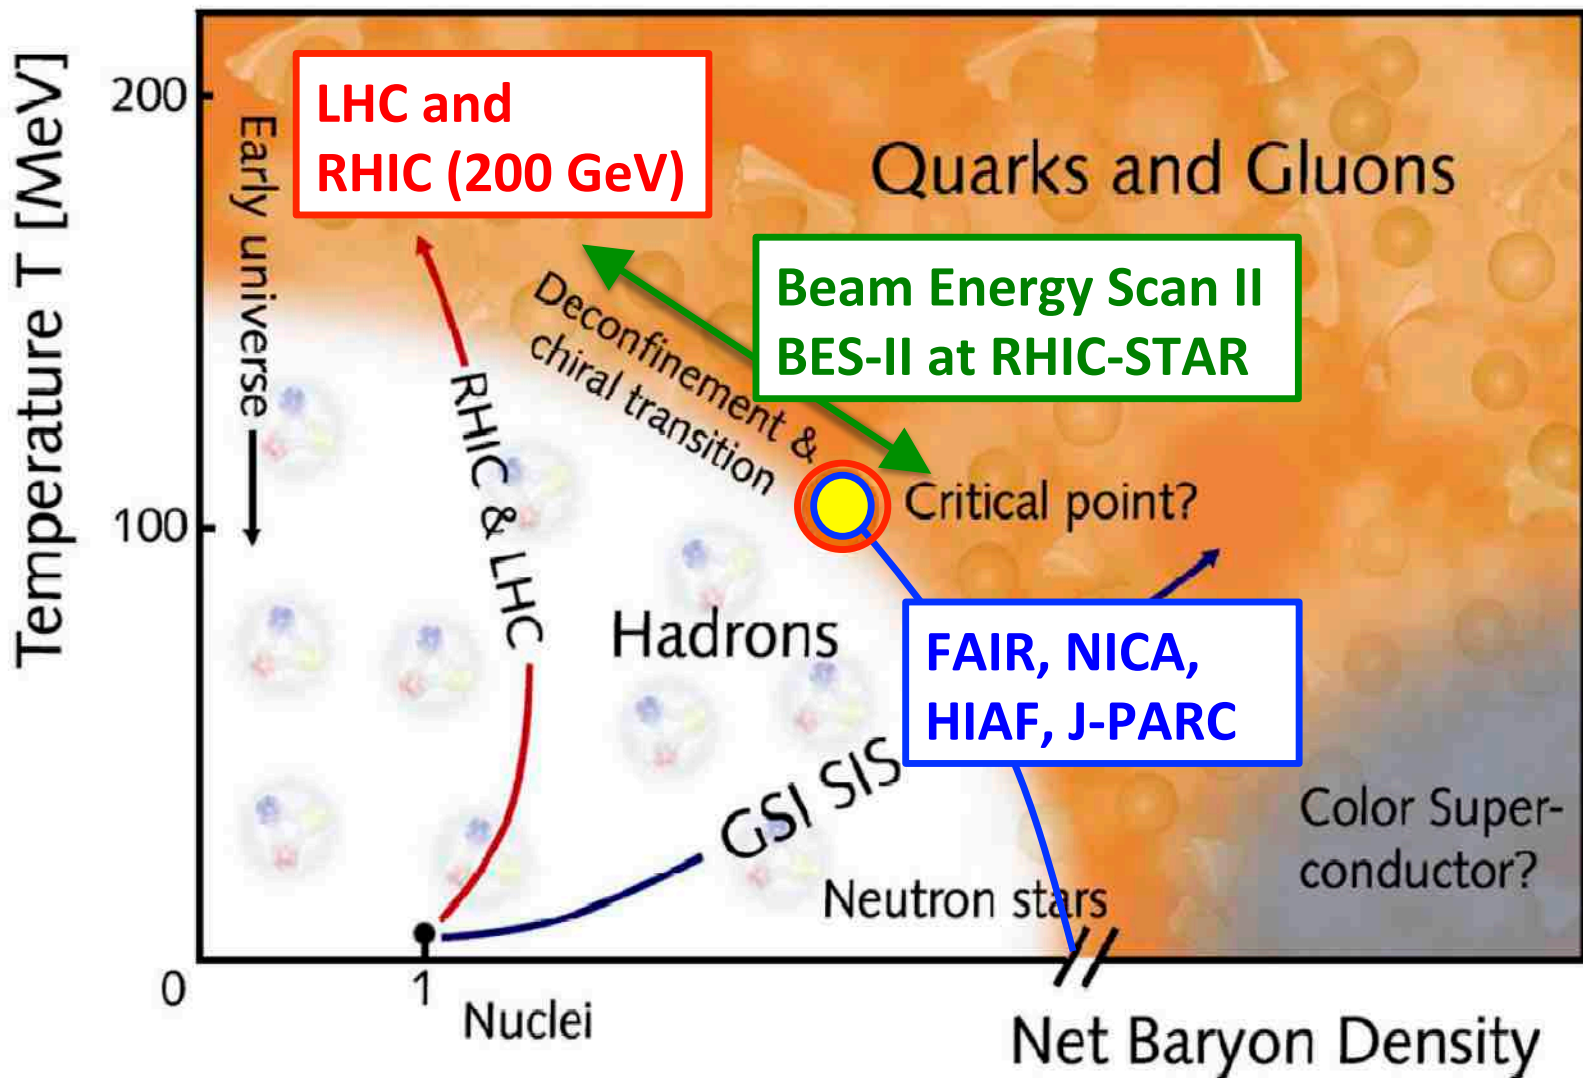 Temperature T [MeV]
200
100
0
Early universe
LHC and
RHIC (200 GeV)
Quarks and Gluons
Beam Energy Scan II
BES-II at RHIC-STAR
Deconfinement &
chiral transition
RHIC & LHC
Critical point?
Hadrons
FAIR, NICA,
HIAF, J-PARC
GSI SIS
Color Super-
conductor?
Neutron stars
1
Nuclei
Net Baryon Density